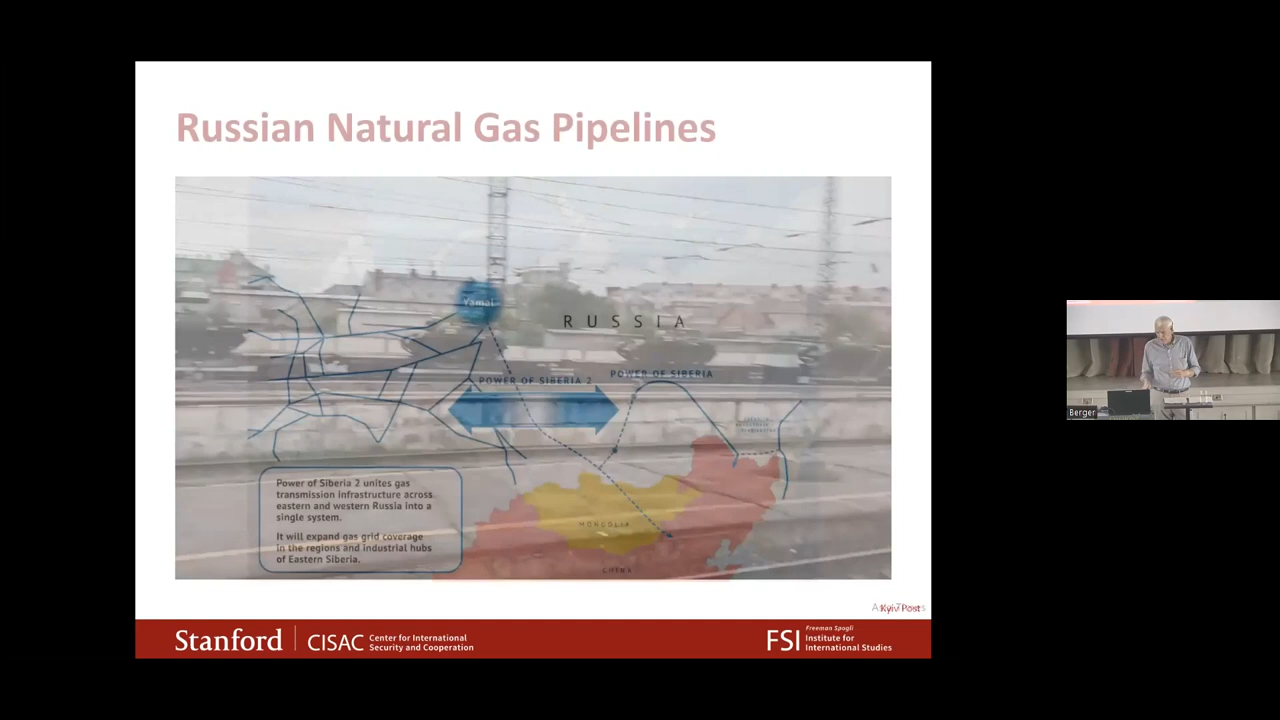 Russian Natural Gas Pipelines
Yamal
RUSSIA
POWER OF SIBERIA 2
POWER OF SIBERIA
Power of Siberia 2 unites gas
transmission infrastructure across
eastern and western Russia into a
single system.
It will expand gas grid coverage
in the regions and industrial hubs
of Eastern Siberia.
MONGOLIA
CHINA
Kyiv Post
Stanford
CISAC
Center for International
Security and Cooperation
FSI
Freeman Spogli
Institute for
International Studies
Berger